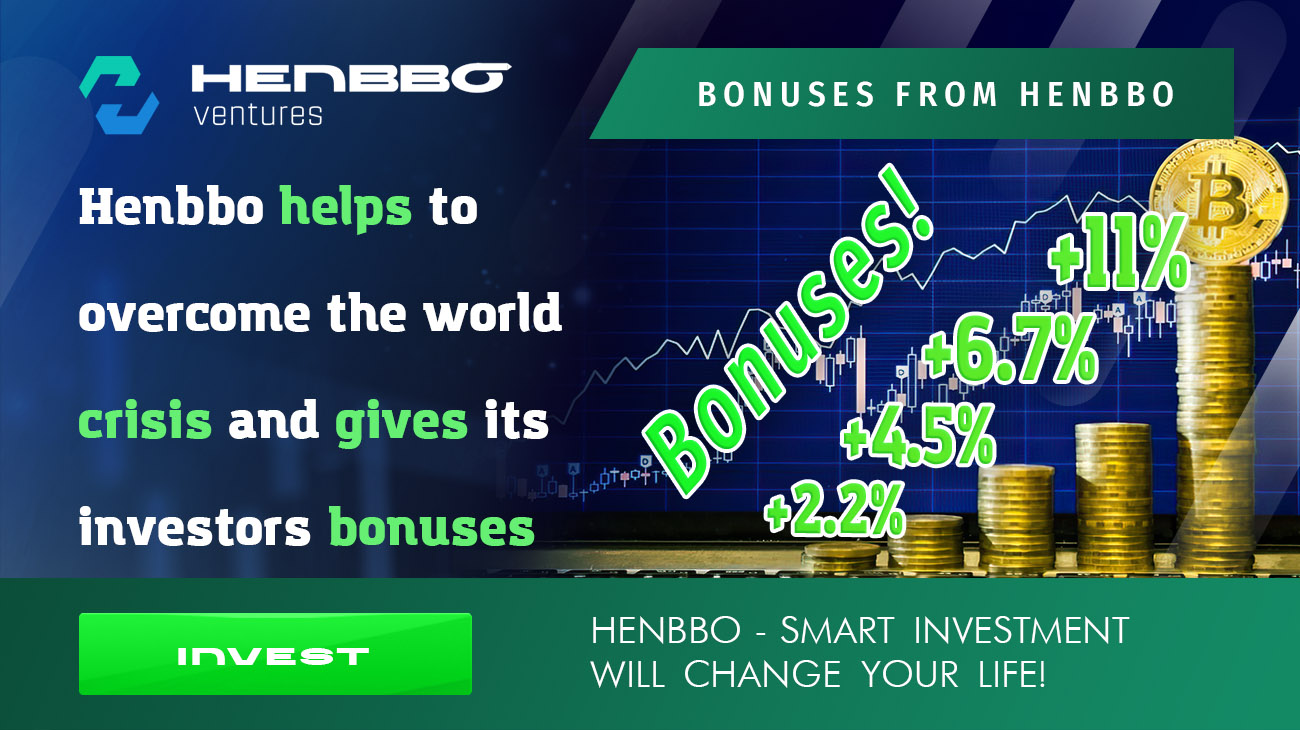 HENBBO
ventures
BONUSES FROM HENBBO
Henbbo helps to
overcome the world
crisis and gives its
investors bonuses
Bonuses!
+11%
+6.7%
+4.5%
+2.2%
INVEST
HENBBO - SMART INVESTMENT
WILL CHANGE YOUR LIFE!